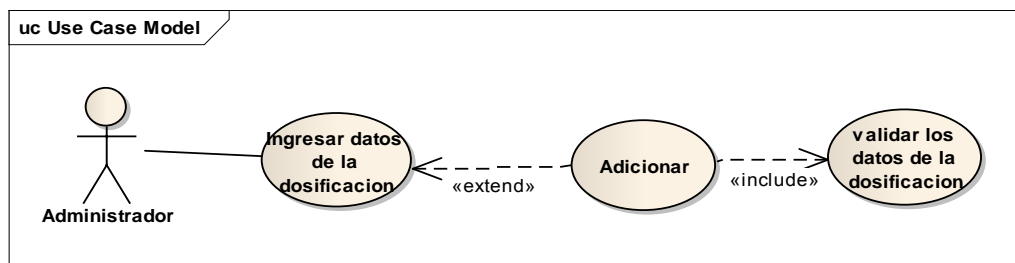 uc Use Case Model
Administrador
Ingresar datos
de la
dosificacion
«extend»
Adicionar
«include»
validar los
datos de la
dosificacion